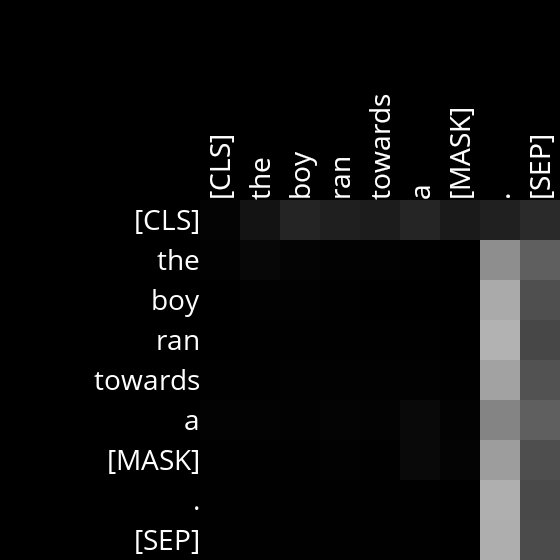 [CLS] the boy ran towards a [MASK] . [SEP]
[CLS]
the
boy
ran
towards
a
[MASK]
.
[SEP]